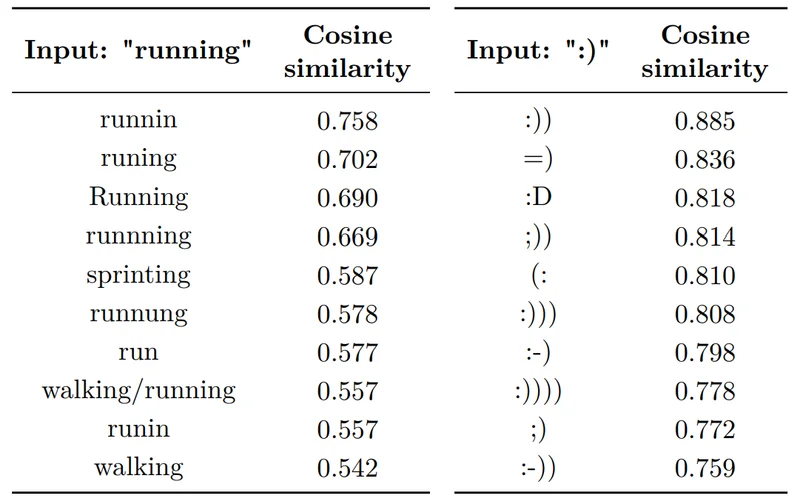 Input: "running" Cosine similarity Input: ":)" Cosine similarity
runnin 0.758 :)) 0.885
runing 0.702 =) 0.836
Running 0.690 :D 0.818
runnning 0.669 ;)) 0.814
sprinting 0.587 (: 0.810
runnung 0.578 :))) 0.808
run 0.577 :-) 0.798
walking/running 0.557 :)))) 0.778
runin 0.557 ;) 0.772
walking 0.542 :-)) 0.759